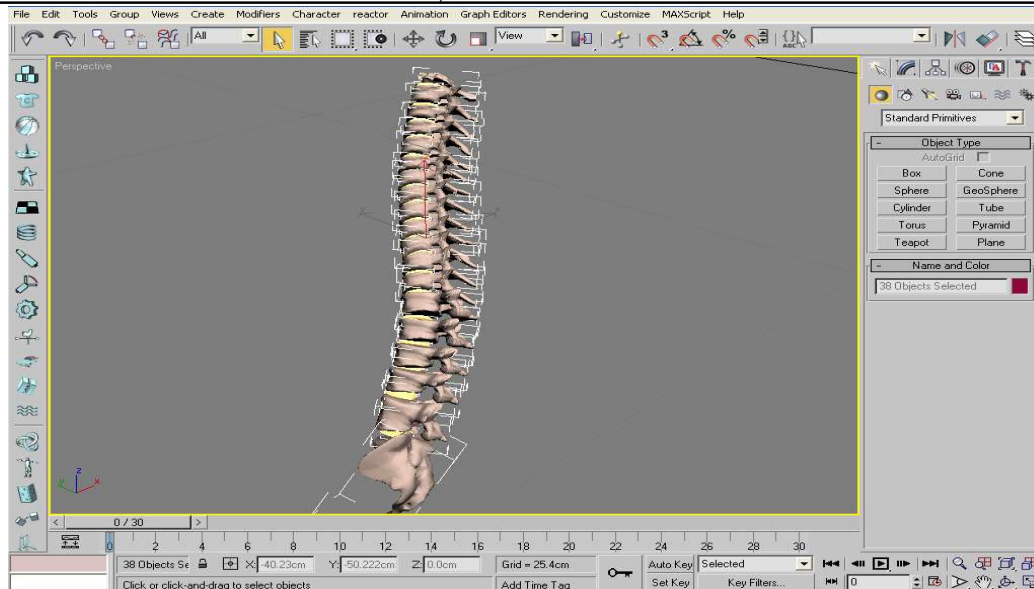 File Edit Tools Group Views Create Modifiers Character reactor Animation Graph Editors Rendering Customize MAXScript Help
All View
Perspective
Standard Primitives
- Object Type
AutoGrid
Box Cone
Sphere GeoSphere
Cylinder Tube
Torus Pyramid
Teapot Plane
- Name and Color
38 Objects Selected
z
y x
< 0 / 30 >
0 2 4 6 8 10 12 14 16 18 20 22 24 26 28 30
38 Objects Se X: -40.23cm Y: -50.222cm Z: 0.0cm Grid = 25.4cm Auto Key Selected
Click or click-and-drag to select objects Add Time Tag Set Key Key Filters... 0